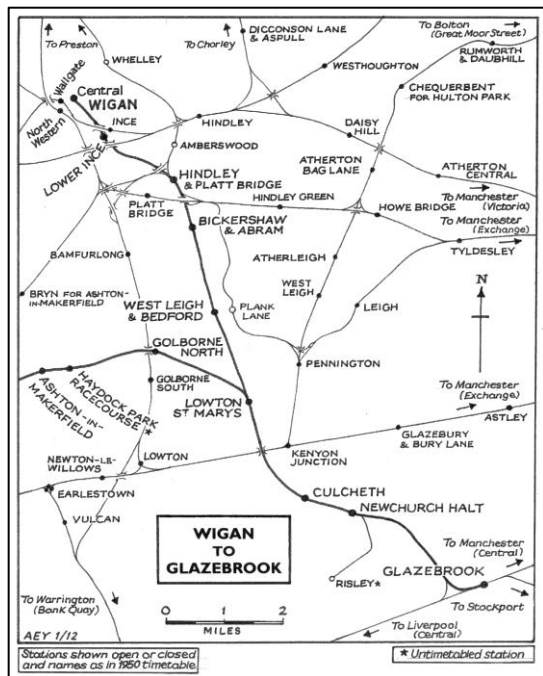 To Preston
WHELLEY
To Chorley
DICCONSON LANE
& ASPULL
To Bolton
(Great Moor Street)
RUMWORTH
& DAUBHILL
WESTHOUGHTON
CHEQUERBENT
FOR HULTON PARK
Wallgate
Central
WIGAN
North
Western
INCE
HINDLEY
LOWER INCE
AMBERSWOOD
DAISY
HILL
ATHERTON
BAG LANE
ATHERTON
CENTRAL
HINDLEY
& PLATT BRIDGE
To Manchester
(Victoria)
PLATT
BRIDGE
HINDLEY GREEN
HOWE BRIDGE
To Manchester
(Exchange)
BICKERSHAW
& ABRAM
TYLDESLEY
BAMFURLONG
ATHERLEIGH
N
BRYN FOR ASHTON-
IN-MAKERFIELD
WEST
LEIGH
LEIGH
PLANK
LANE
WEST LEIGH
& BEDFORD
GOLBORNE
NORTH
PENNINGTON
ASHTON-IN-
MAKERFIELD
HAYDOCK PARK
RACECOURSE *
GOLBORNE
SOUTH
LOWTON
ST MARYS
To Manchester
(Exchange)
ASTLEY
GLAZEBURY
& BURY LANE
NEWTON-LE-
WILLOWS
LOWTON
KENYON
JUNCTION
EARLESTOWN
VULCAN
CULCHETH
NEWCHURCH HALT
WIGAN
TO
GLAZEBROOK
To Manchester
(Central)
GLAZEBROOK
RISLEY *
To Warrington
(Bank Quay)
0 1 2
MILES
To Stockport
To Liverpool
(Central)
AEY 1/12
Stations shown open or closed
and names as in 1950 timetable
* Untimetabled station